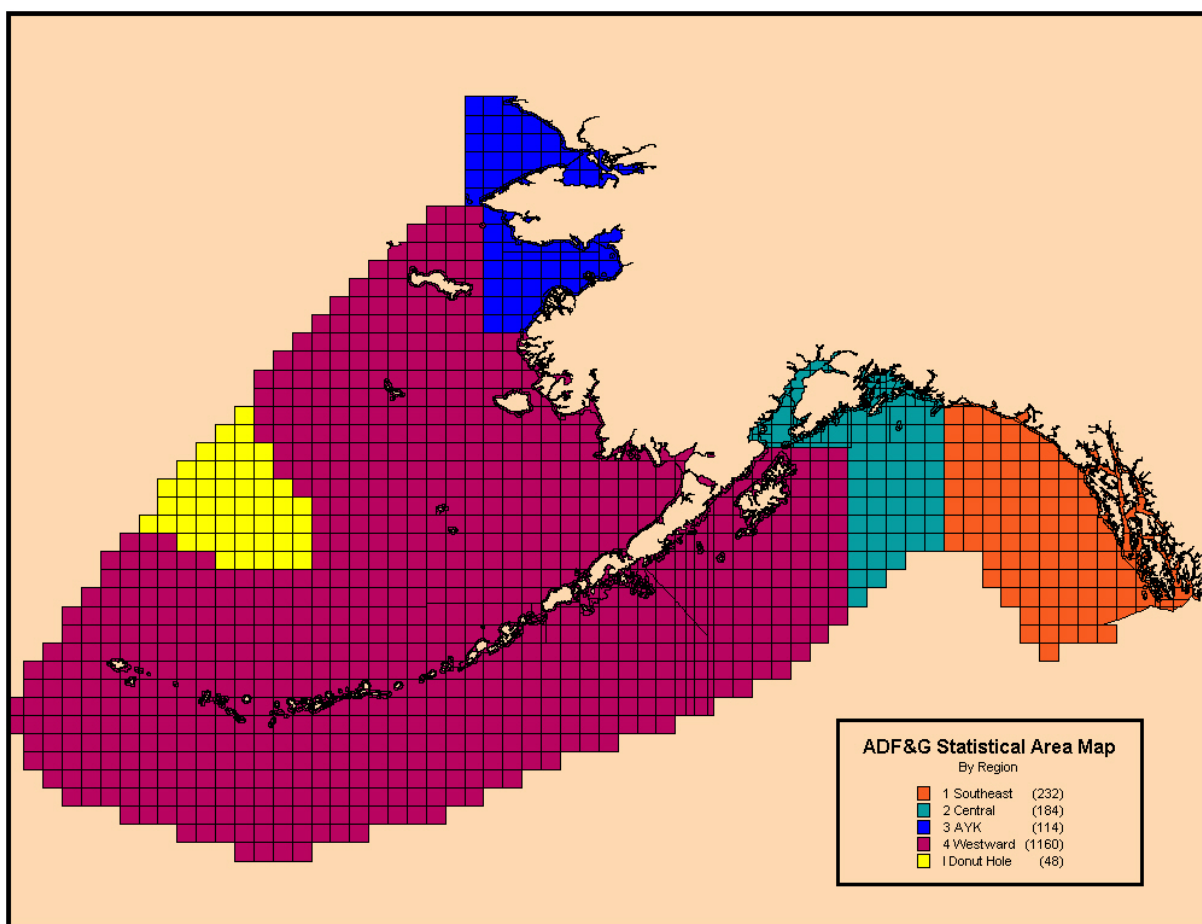 ADF&G Statistical Area Map
By Region
1 Southeast (232)
2 Central (184)
3 AYK (114)
4 Westward (1160)
I Donut Hole (48)